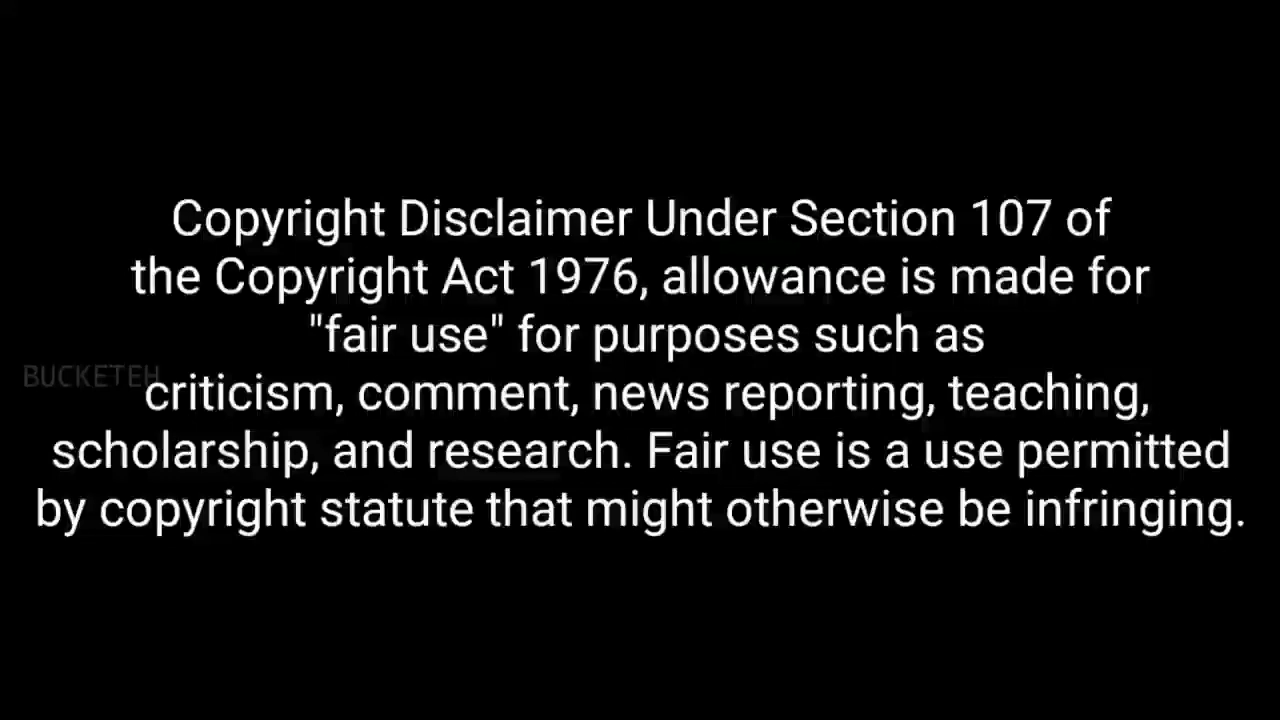 Copyright Disclaimer Under Section 107 of
the Copyright Act 1976, allowance is made for
"fair use" for purposes such as
BUCKETEH
criticism, comment, news reporting, teaching,
scholarship, and research. Fair use is a use permitted
by copyright statute that might otherwise be infringing.